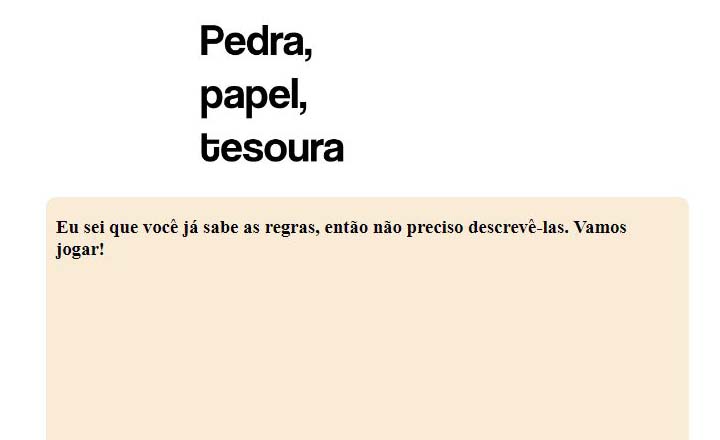 Pedra,
papel,
tesoura
Eu sei que você já sabe as regras, então não preciso descrevê-las. Vamos
jogar!